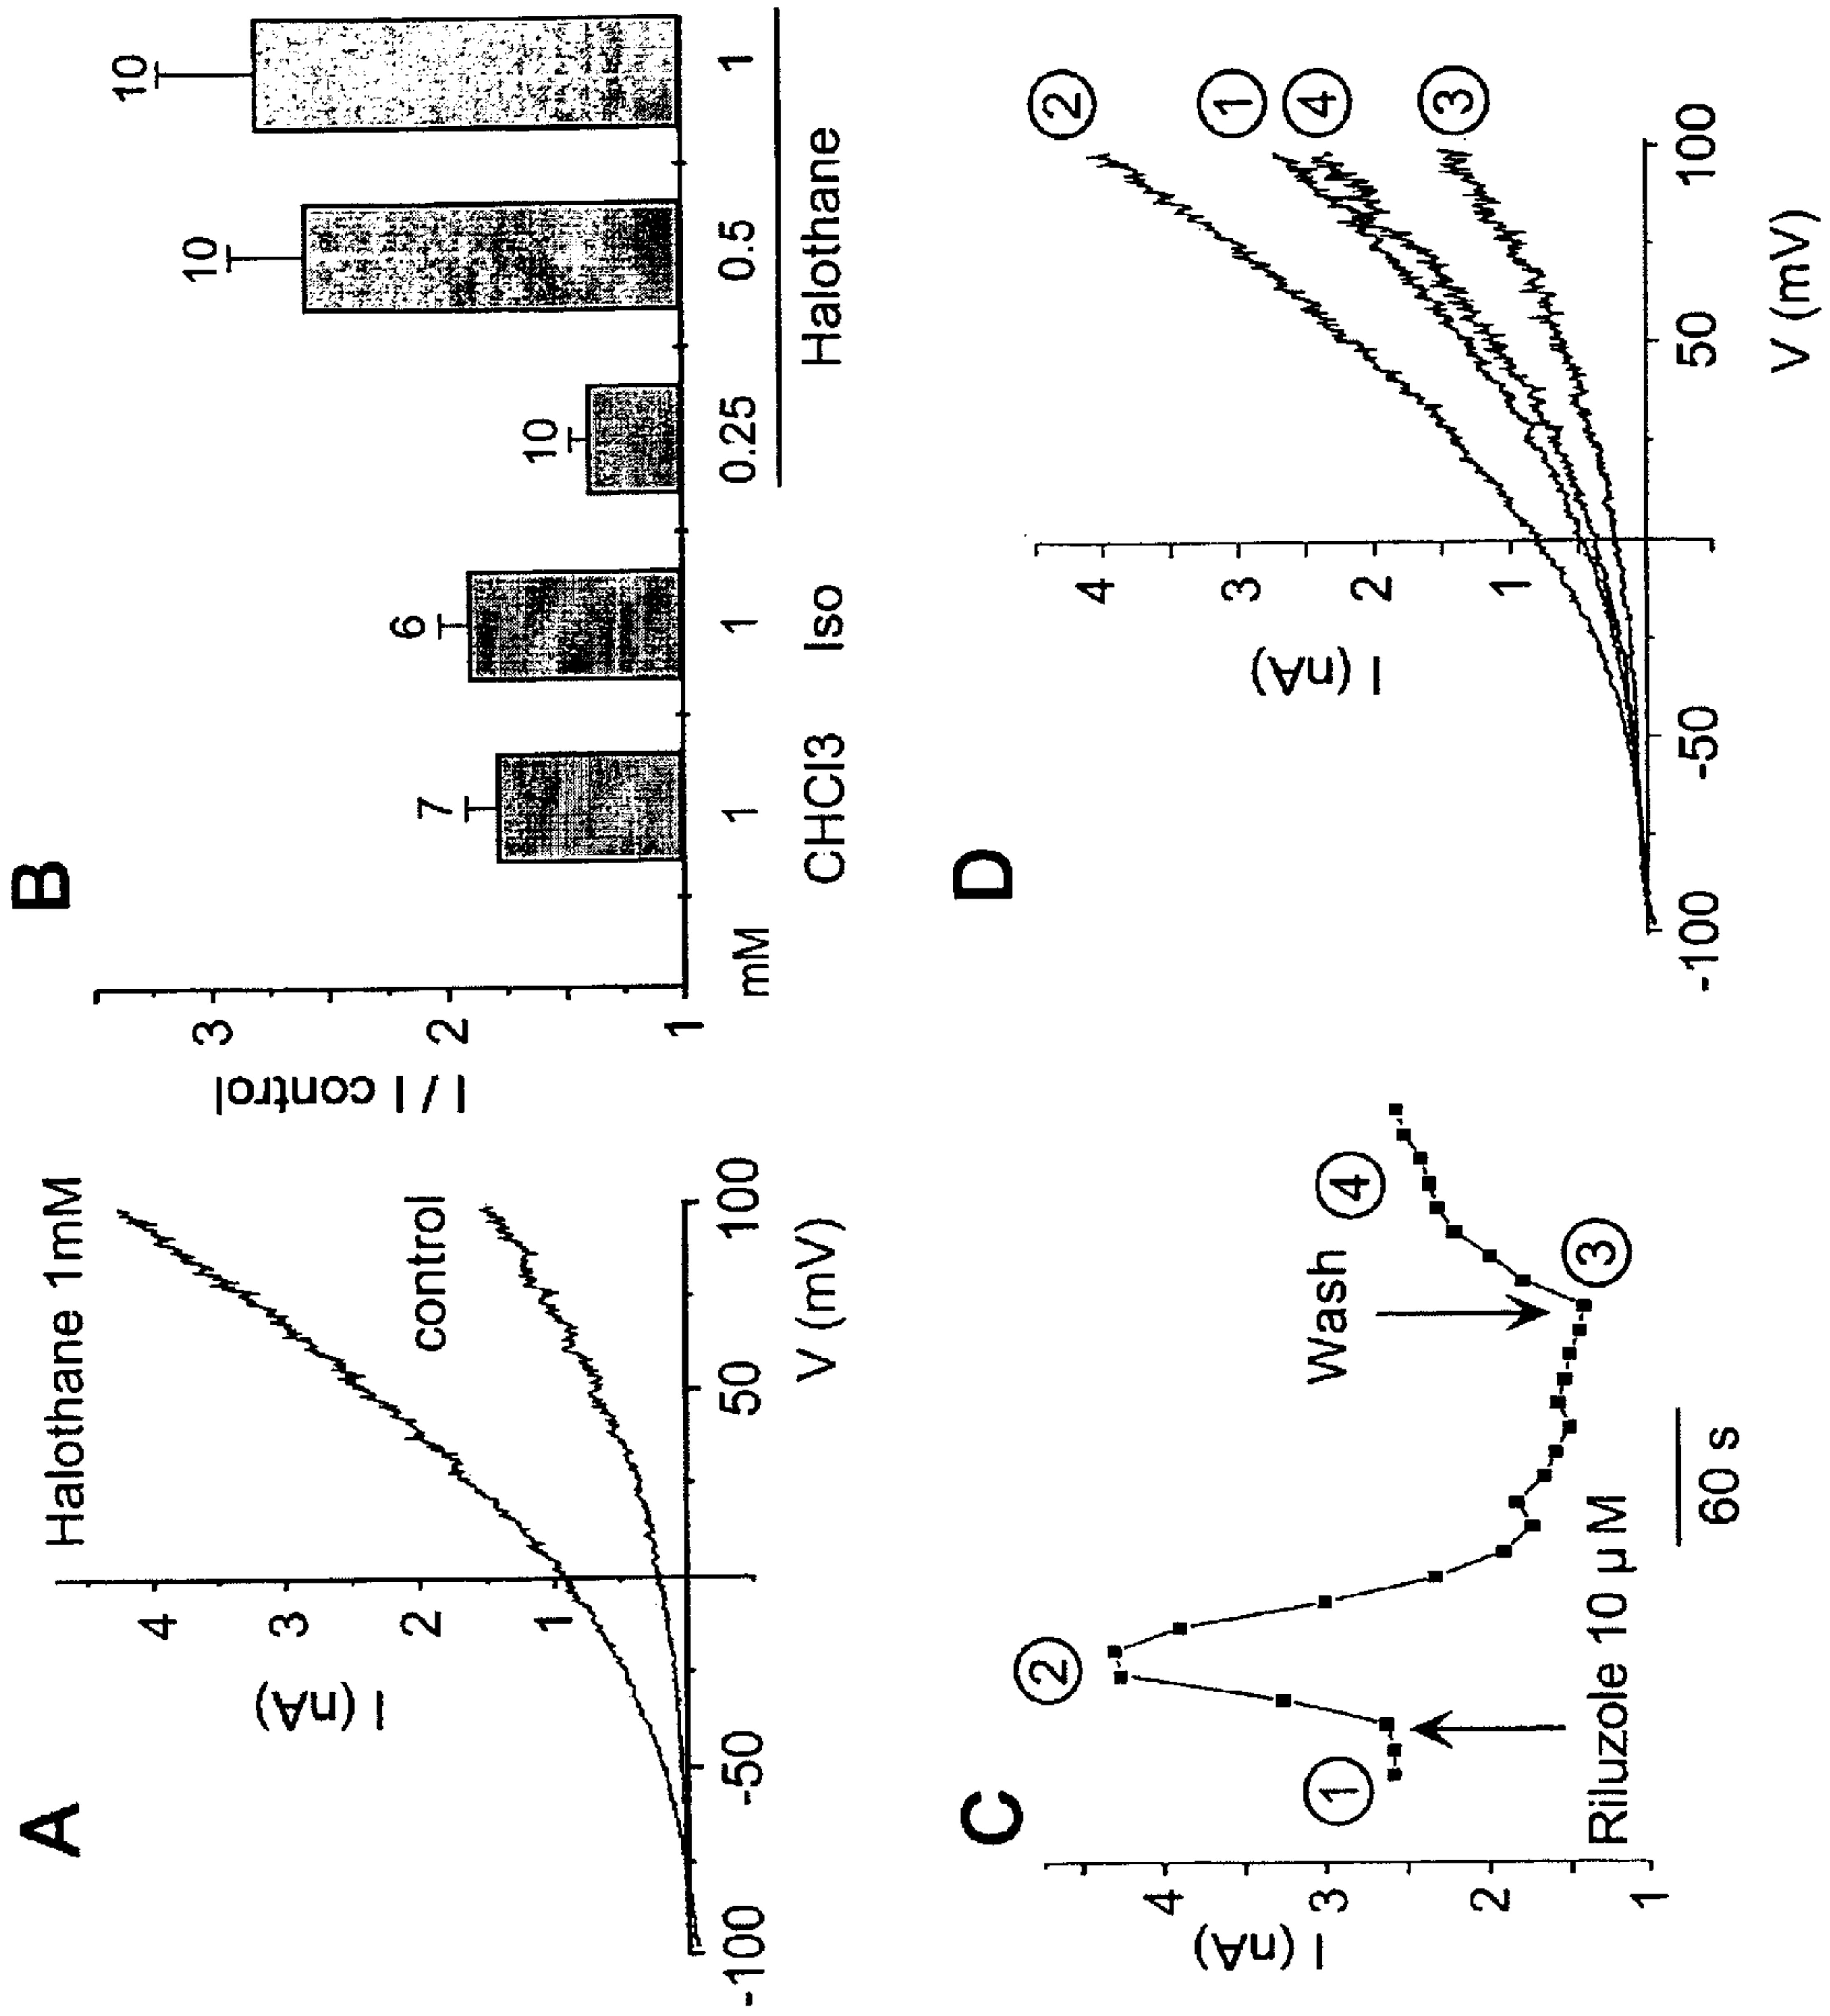 A
Halothane 1mM
control
I (nA)
4
3
2
1
-100
-50
50
100
V (mV)
B
I / I control
3
2
1
7
6
10
10
10
mM
1
1
0.25
0.5
1
CHCl3
Iso
Halothane
C
I (nA)
4
3
2
1
①
②
③
④
Wash
Riluzole 10 µM
60 s
D
I (nA)
4
3
2
1
②
①
④
③
-100
-50
50
100
V (mV)